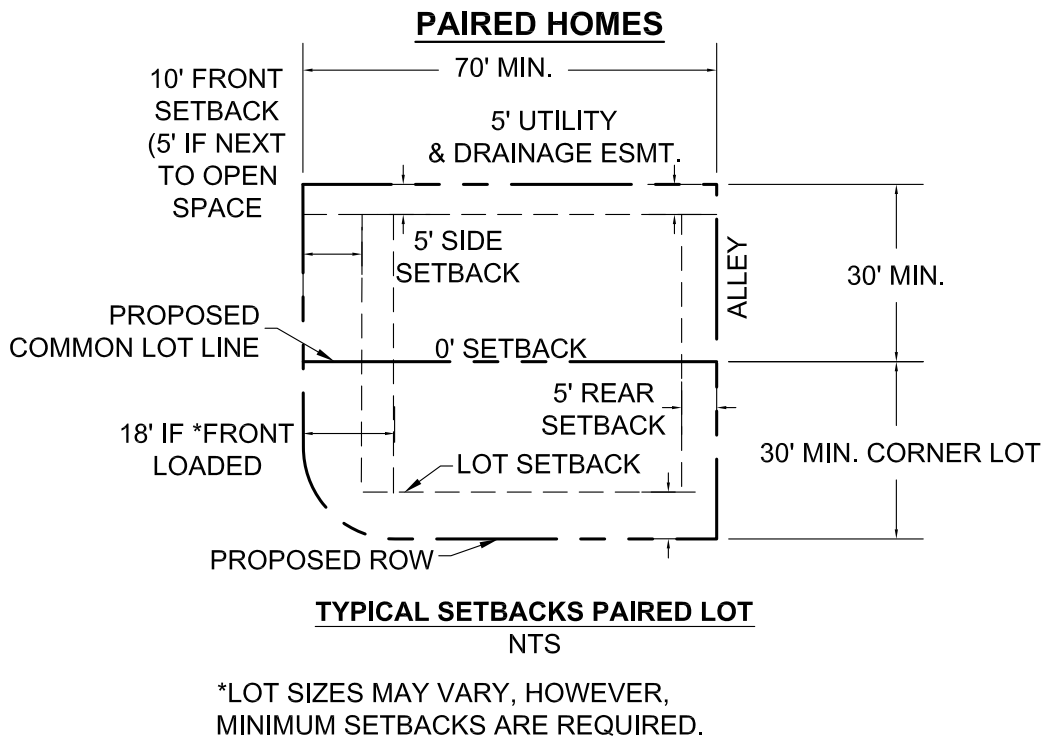 PAIRED HOMES
70' MIN.
10' FRONT
SETBACK
(5' IF NEXT
TO OPEN
SPACE
5' UTILITY
& DRAINAGE ESMT.
5' SIDE
SETBACK
ALLEY
30' MIN.
PROPOSED
COMMON LOT LINE
0' SETBACK
5' REAR
SETBACK
18' IF *FRONT
LOADED
LOT SETBACK
30' MIN. CORNER LOT
PROPOSED ROW
TYPICAL SETBACKS PAIRED LOT
NTS
*LOT SIZES MAY VARY, HOWEVER,
MINIMUM SETBACKS ARE REQUIRED.